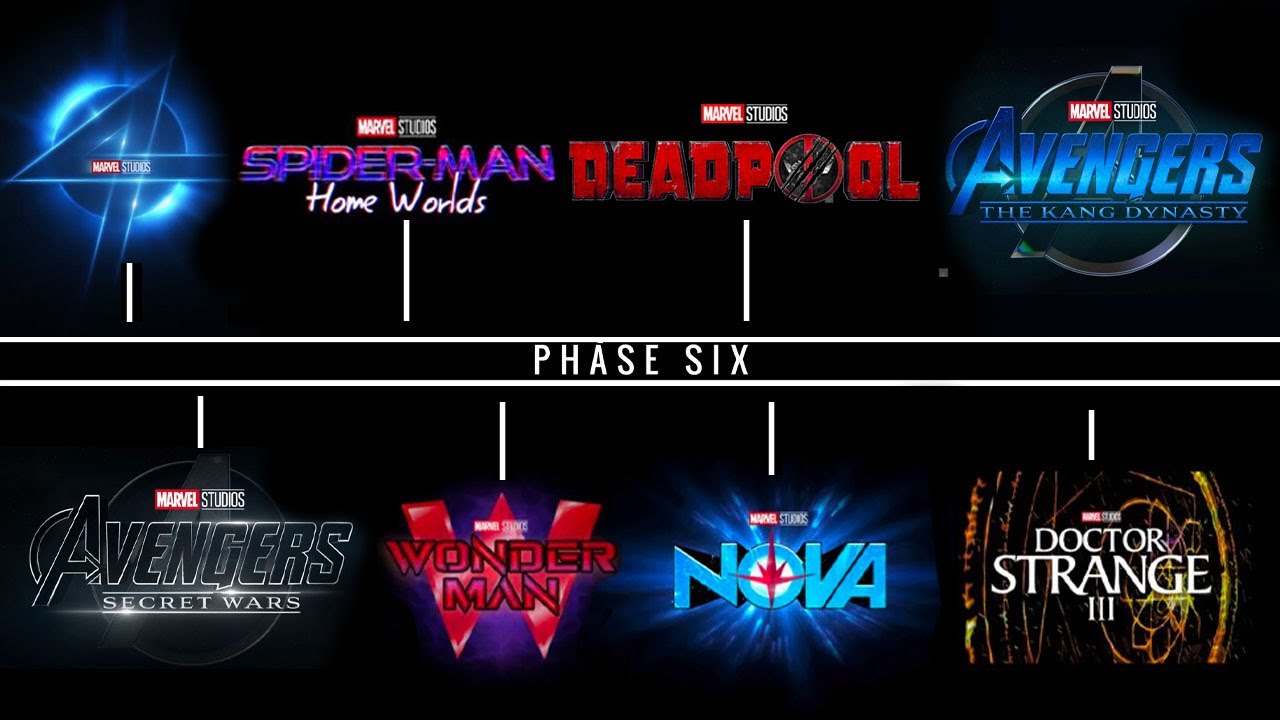 MARVEL STUDIOS
MARVEL STUDIOS
SPIDER-MAN
Home Worlds
MARVEL STUDIOS
DEADPOOL
MARVEL STUDIOS
AVENGERS
THE KANG DYNASTY
PHASE SIX
MARVEL STUDIOS
AVENGERS
SECRET WARS
MARVEL STUDIOS
WONDER
MAN
MARVEL STUDIOS
NOVA
MARVEL STUDIOS
DOCTOR
STRANGE
III